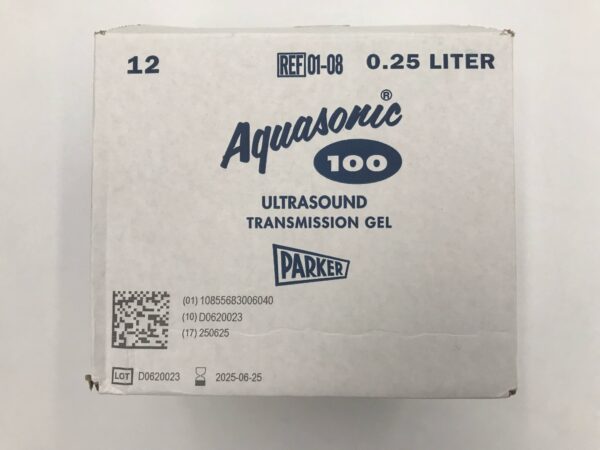 12 REF 01-08 0.25 LITER
Aquasonic®
100
ULTRASOUND
TRANSMISSION GEL
PARKER
(01) 10855683006040
(10) D0620023
(17) 250625
LOT D0620023 2025-06-25